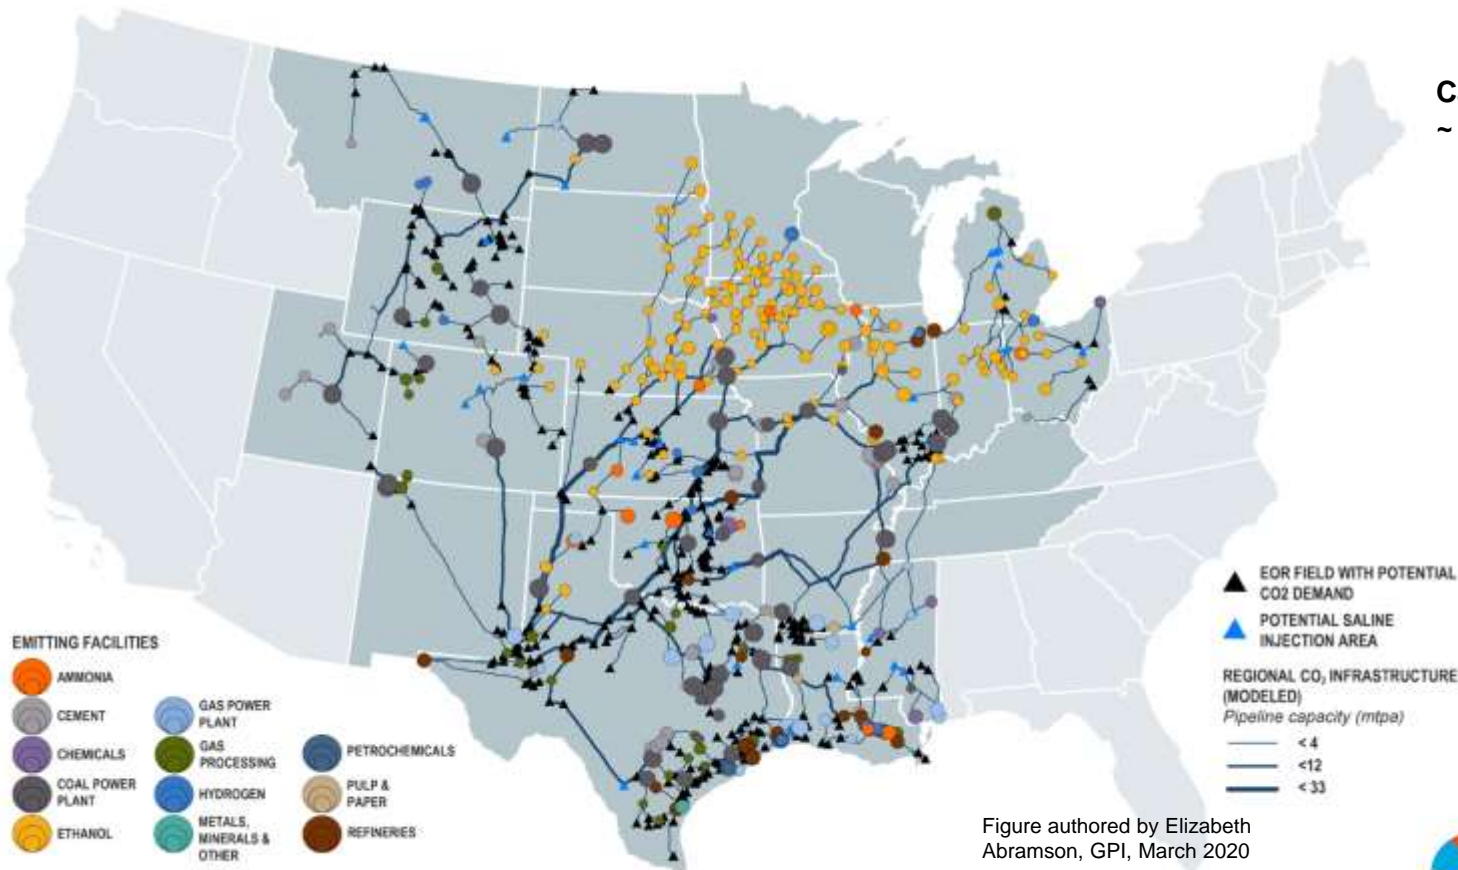 C
~
EOR FIELD WITH POTENTIAL
CO2 DEMAND
POTENTIAL SALINE
INJECTION AREA
REGIONAL CO₂ INFRASTRUCTURE
(MODELED)
Pipeline capacity (mtpa)
< 4
<12
< 33
EMITTING FACILITIES
AMMONIA
CEMENT
CHEMICALS
COAL POWER
PLANT
ETHANOL
GAS POWER
PLANT
GAS
PROCESSING
HYDROGEN
METALS,
MINERALS &
OTHER
PETROCHEMICALS
PULP &
PAPER
REFINERIES
Figure authored by Elizabeth
Abramson, GPI, March 2020